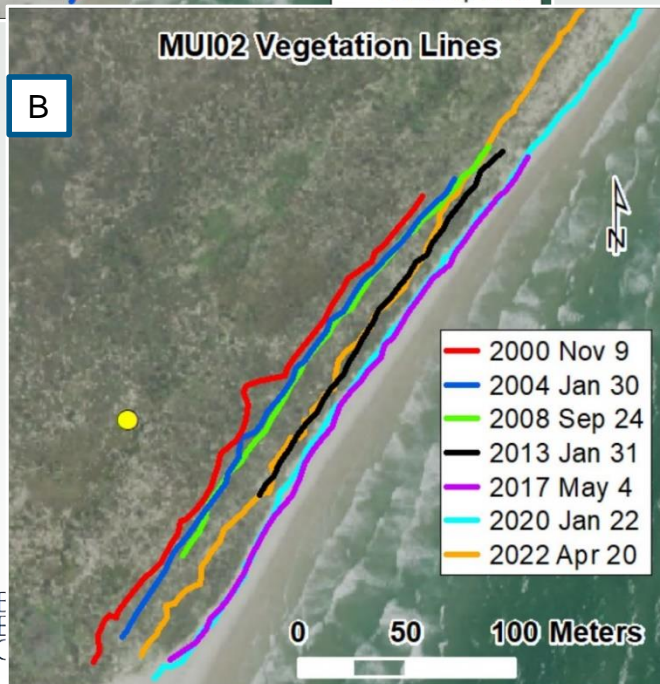 MUI02 Vegetation Lines
B
N
2000 Nov 9
2004 Jan 30
2008 Sep 24
2013 Jan 31
2017 May 4
2020 Jan 22
2022 Apr 20
0 50 100 Meters